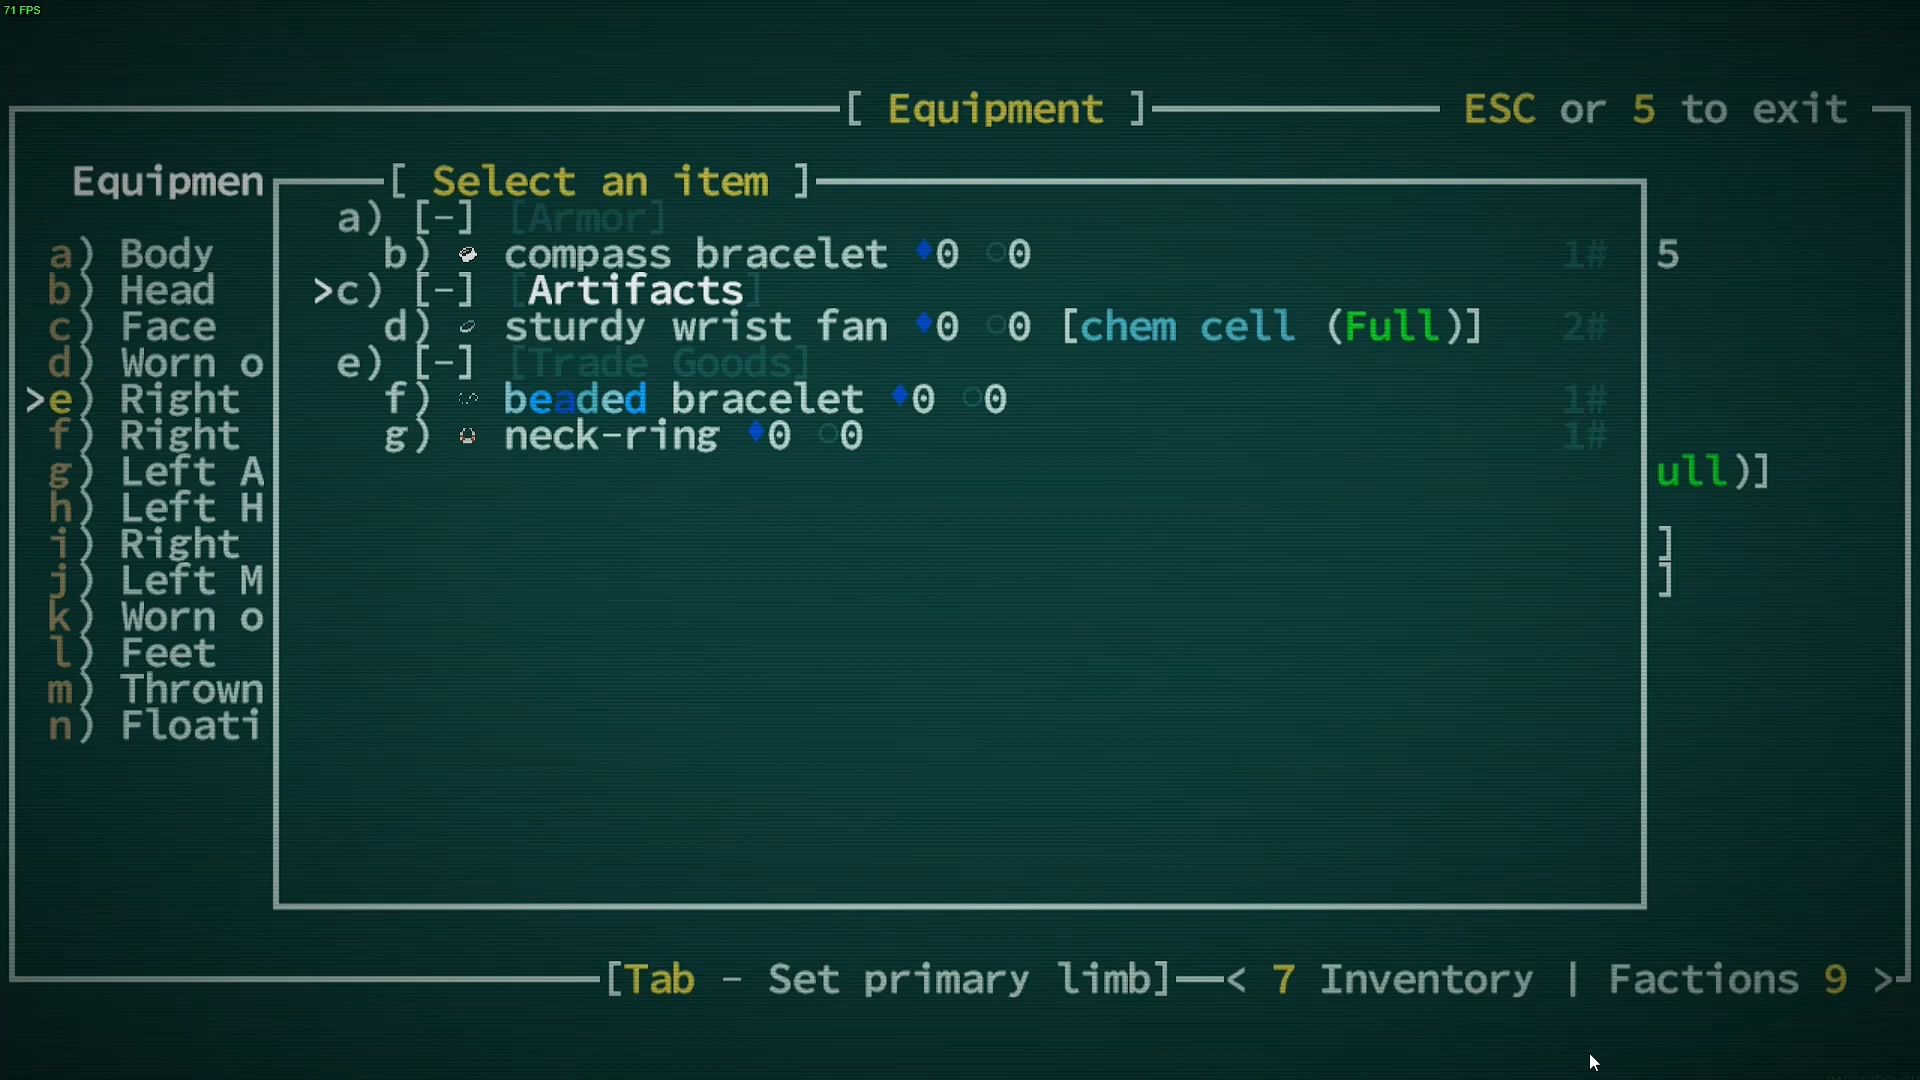 71 FPS
[ Equipment ] ESC or 5 to exit
Equipmen [ Select an item ]
a) [-] [Armor]
a) Body b) compass bracelet ♦0 ○0 1# 5
b) Head >c) [-] [Artifacts]
c) Face d) sturdy wrist fan ♦0 ○0 [chem cell (Full)] 2#
d) Worn o e) [-] [Trade Goods]
>e) Right f) beaded bracelet ♦0 ○0 1#
f) Right g) neck-ring ♦0 ○0 1#
g) Left A ull)]
h) Left H
i) Right ]
j) Left M ]
k) Worn o
l) Feet
m) Thrown
n) Floati
[Tab - Set primary limb] < 7 Inventory | Factions 9 >